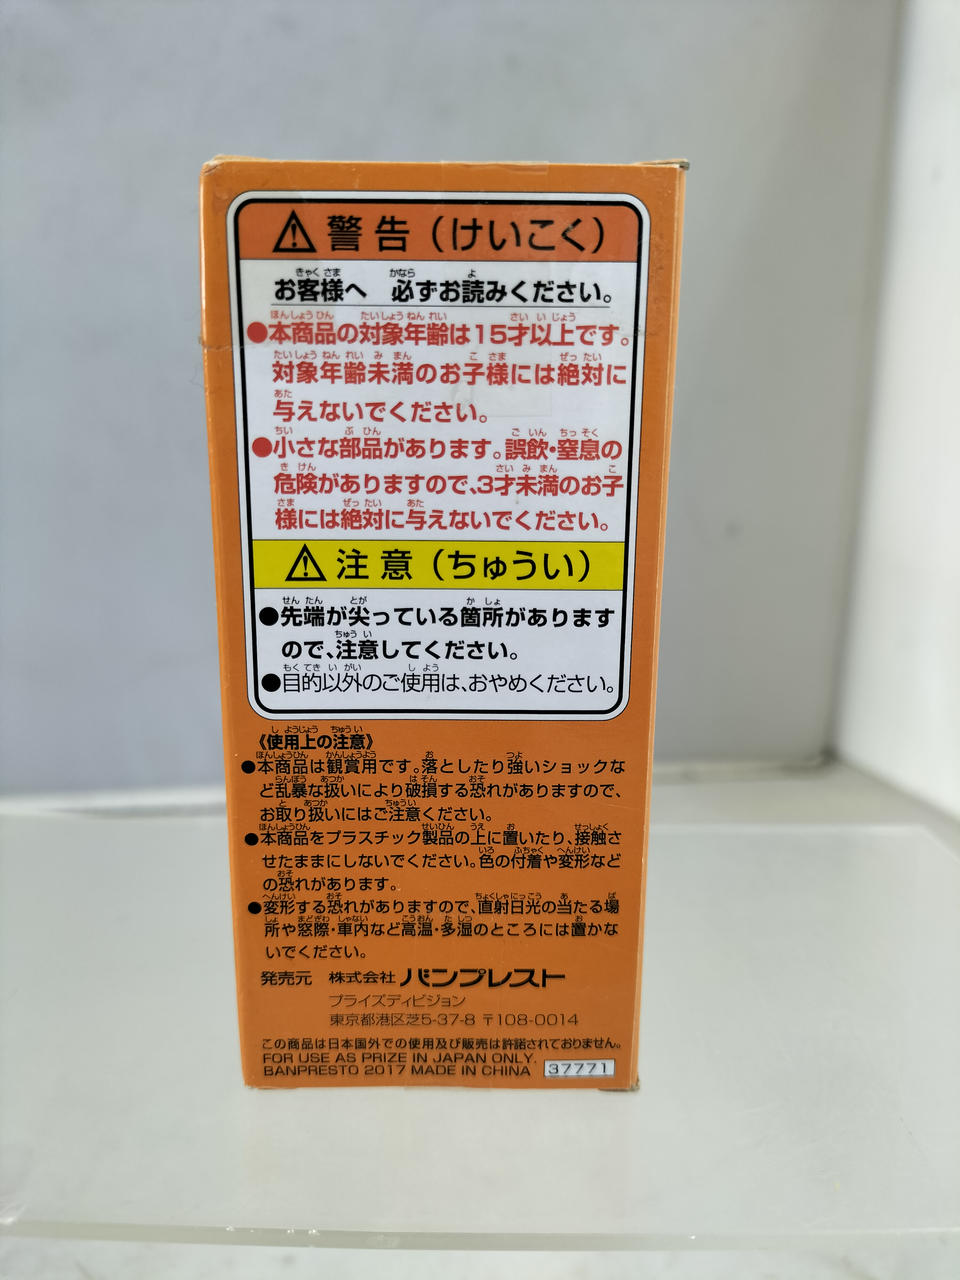 ⚠警告（けいこく）
お客様へ　必ずお読みください。
●本商品の対象年齢は15才以上です。
対象年齢未満のお子様には絶対に
与えないでください。
●小さな部品があります。誤飲・窒息の
危険がありますので、3才未満のお子
様には絶対に与えないでください。
⚠注意（ちゅうい）
●先端が尖っている箇所があります
ので、注意してください。
●目的以外のご使用は、おやめください。
《使用上の注意》
●本商品は観賞用です。落としたり強いショックな
ど乱暴な扱いにより破損する恐れがありますので、
お取り扱いにはご注意ください。
●本商品をプラスチック製品の上に置いたり、接触さ
せたままにしないでください。色の付着や変形など
の恐れがあります。
●変形する恐れがありますので、直射日光の当たる場
所や窓際・車内など高温・多湿のところには置かな
いでください。
発売元　株式会社 バンプレスト
プライズディビジョン
東京都港区芝5-37-8 〒108-0014
この商品は日本国外での使用及び販売は許諾されておりません。
FOR USE AS PRIZE IN JAPAN ONLY.
BANPRESTO 2017 MADE IN CHINA 37771